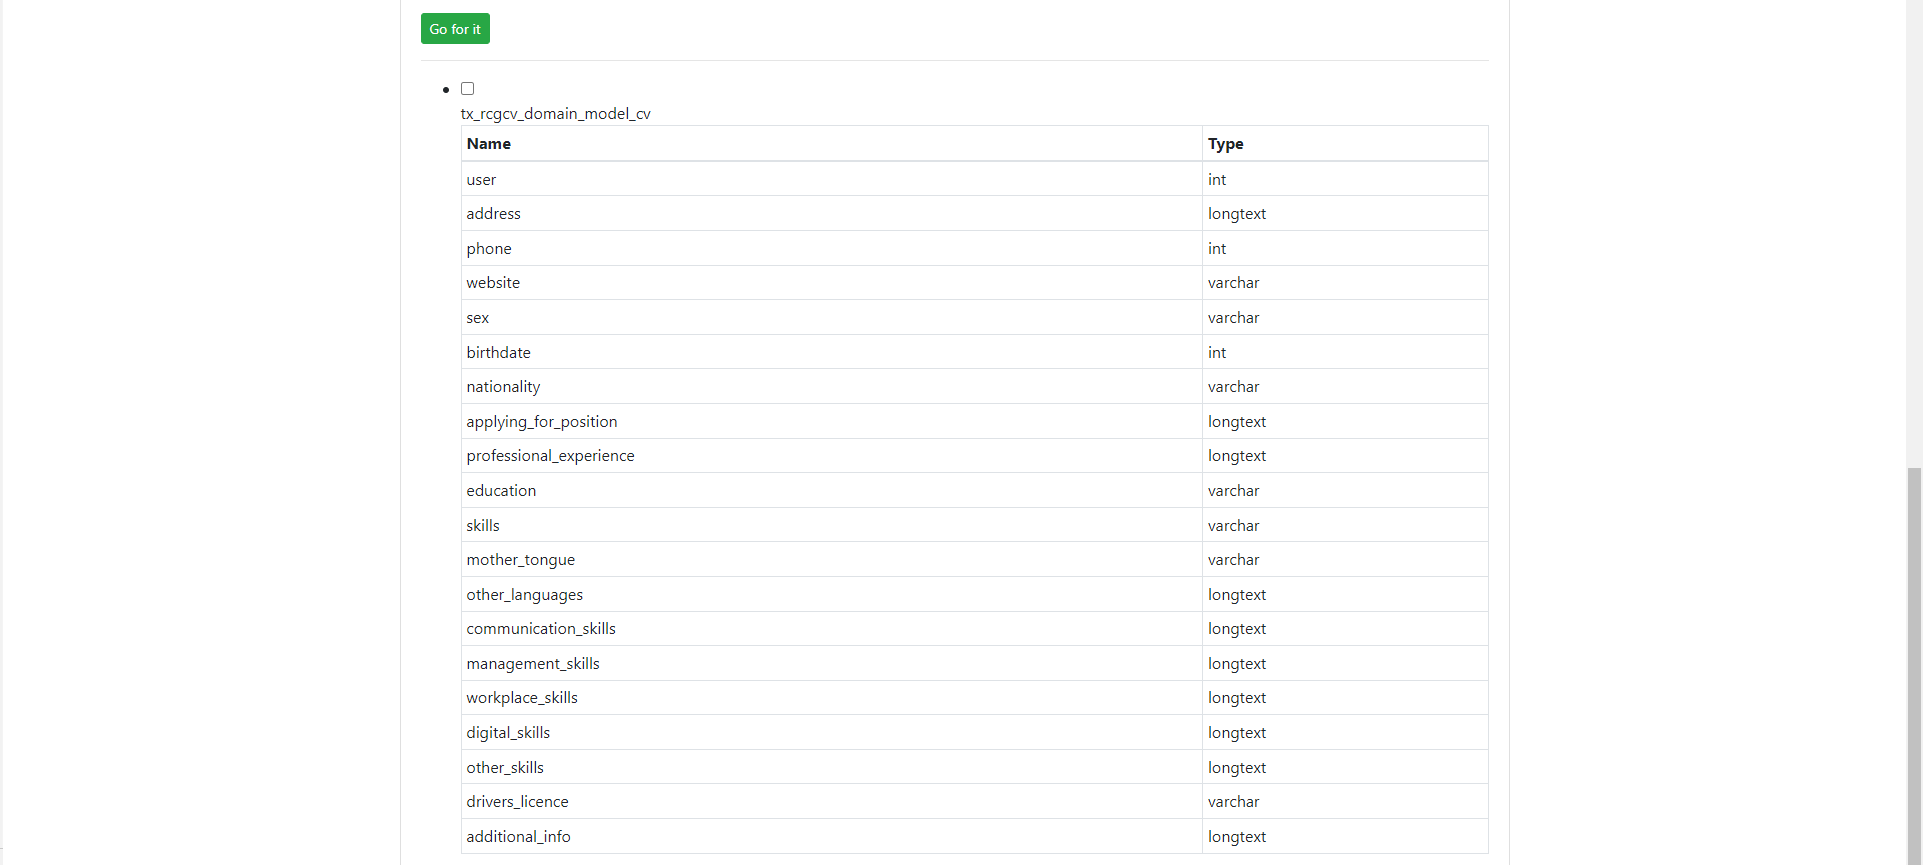 Go for it
tx_rcgcv_domain_model_cv
Name Type
user int
address longtext
phone int
website varchar
sex varchar
birthdate int
nationality varchar
applying_for_position longtext
professional_experience longtext
education varchar
skills varchar
mother_tongue varchar
other_languages longtext
communication_skills longtext
management_skills longtext
workplace_skills longtext
digital_skills longtext
other_skills longtext
drivers_licence varchar
additional_info longtext